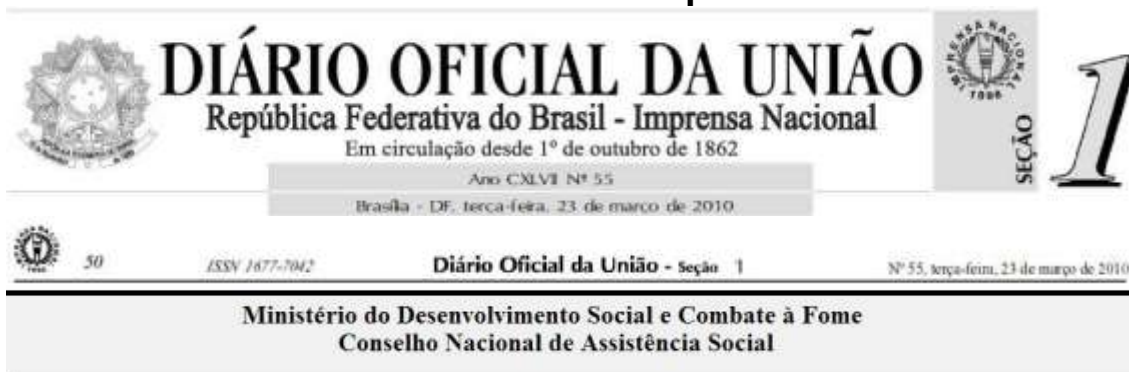 DIÁRIO OFICIAL DA UNIÃO
República Federativa do Brasil - Imprensa Nacional
Em circulação desde 1º de outubro de 1862
Ano CXLVII Nº 55
Brasília - DF, terça-feira, 23 de março de 2010
IMPRENSA NACIONAL
1808
SEÇÃO
1
50
ISSN 1677-7042
Diário Oficial da União - Seção 1
Nº 55, terça-feira, 23 de março de 2010
Ministério do Desenvolvimento Social e Combate à Fome
Conselho Nacional de Assistência Social